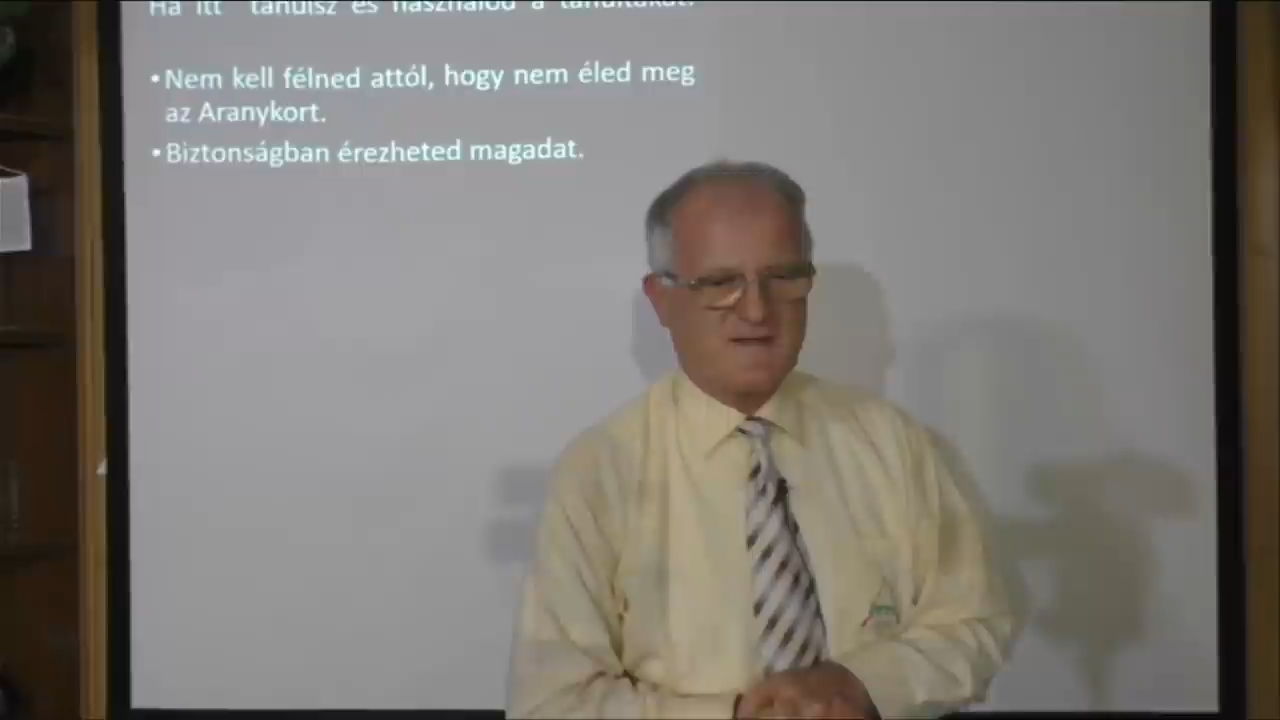 Ha itt tanulsz és használod a tanultakat:
• Nem kell félned attól, hogy nem éled meg
az Aranykort.
• Biztonságban érezheted magadat.